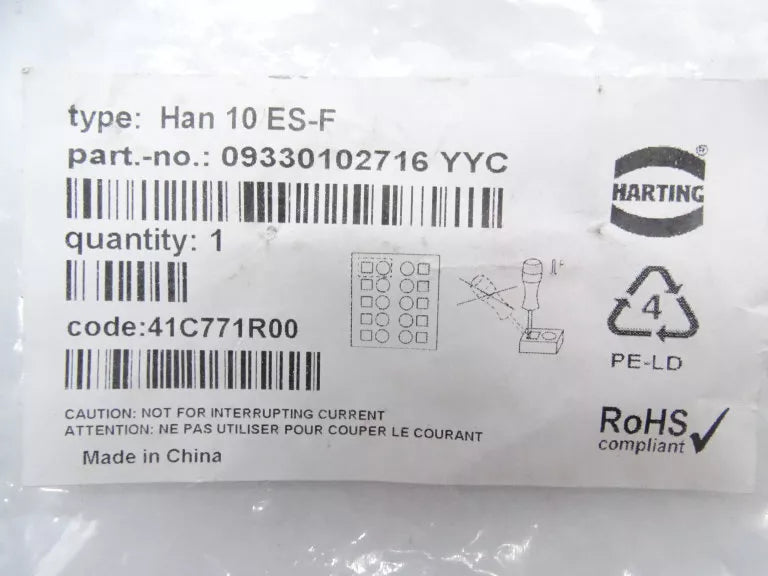 type: Han 10 ES-F
part.-no.: 09330102716 YYC
quantity: 1
code:41C771R00
CAUTION: NOT FOR INTERRUPTING CURRENT
ATTENTION: NE PAS UTILISER POUR COUPER LE COURANT
Made in China
®
HARTING
4
PE-LD
RoHS
compliant